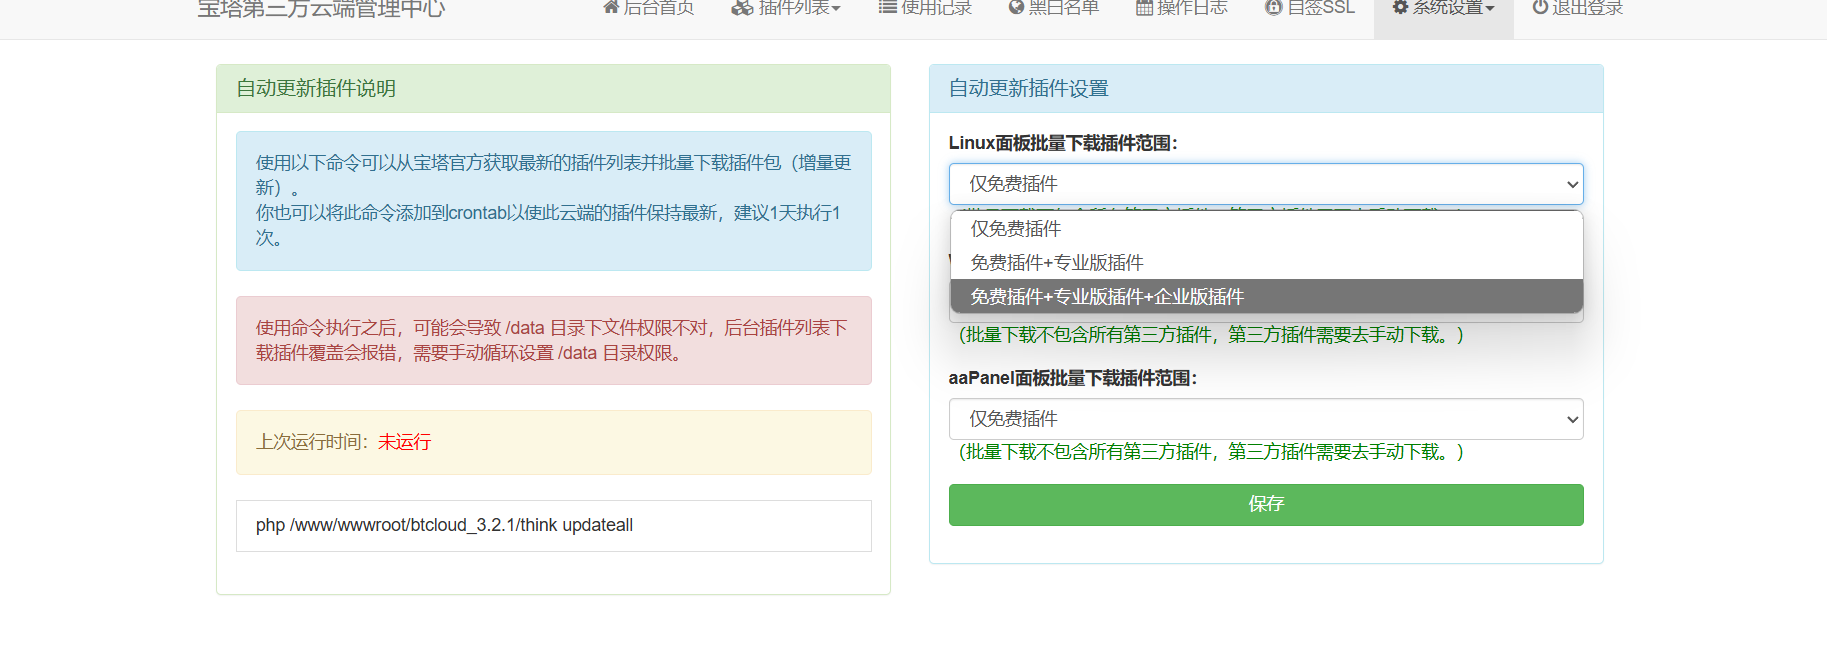 宝塔第三方云端管理中心
后台首页
插件列表
使用记录
黑白名单
操作日志
自签SSL
系统设置
退出登录
自动更新插件说明
使用以下命令可以从宝塔官方获取最新的插件列表并批量下载插件包（增量更
新）。
你也可以将此命令添加到crontab以使此云端的插件保持最新，建议1天执行1
次。
使用命令执行之后，可能会导致 /data 目录下文件权限不对，后台插件列表下
载插件覆盖会报错，需要手动循环设置 /data 目录权限。
上次运行时间：未运行
php /www/wwwroot/btcloud_3.2.1/think updateall
自动更新插件设置
Linux面板批量下载插件范围：
仅免费插件
仅免费插件
免费插件+专业版插件
免费插件+专业版插件+企业版插件
（批量下载不包含所有第三方插件，第三方插件需要去手动下载。）
aaPanel面板批量下载插件范围：
仅免费插件
（批量下载不包含所有第三方插件，第三方插件需要去手动下载。）
保存